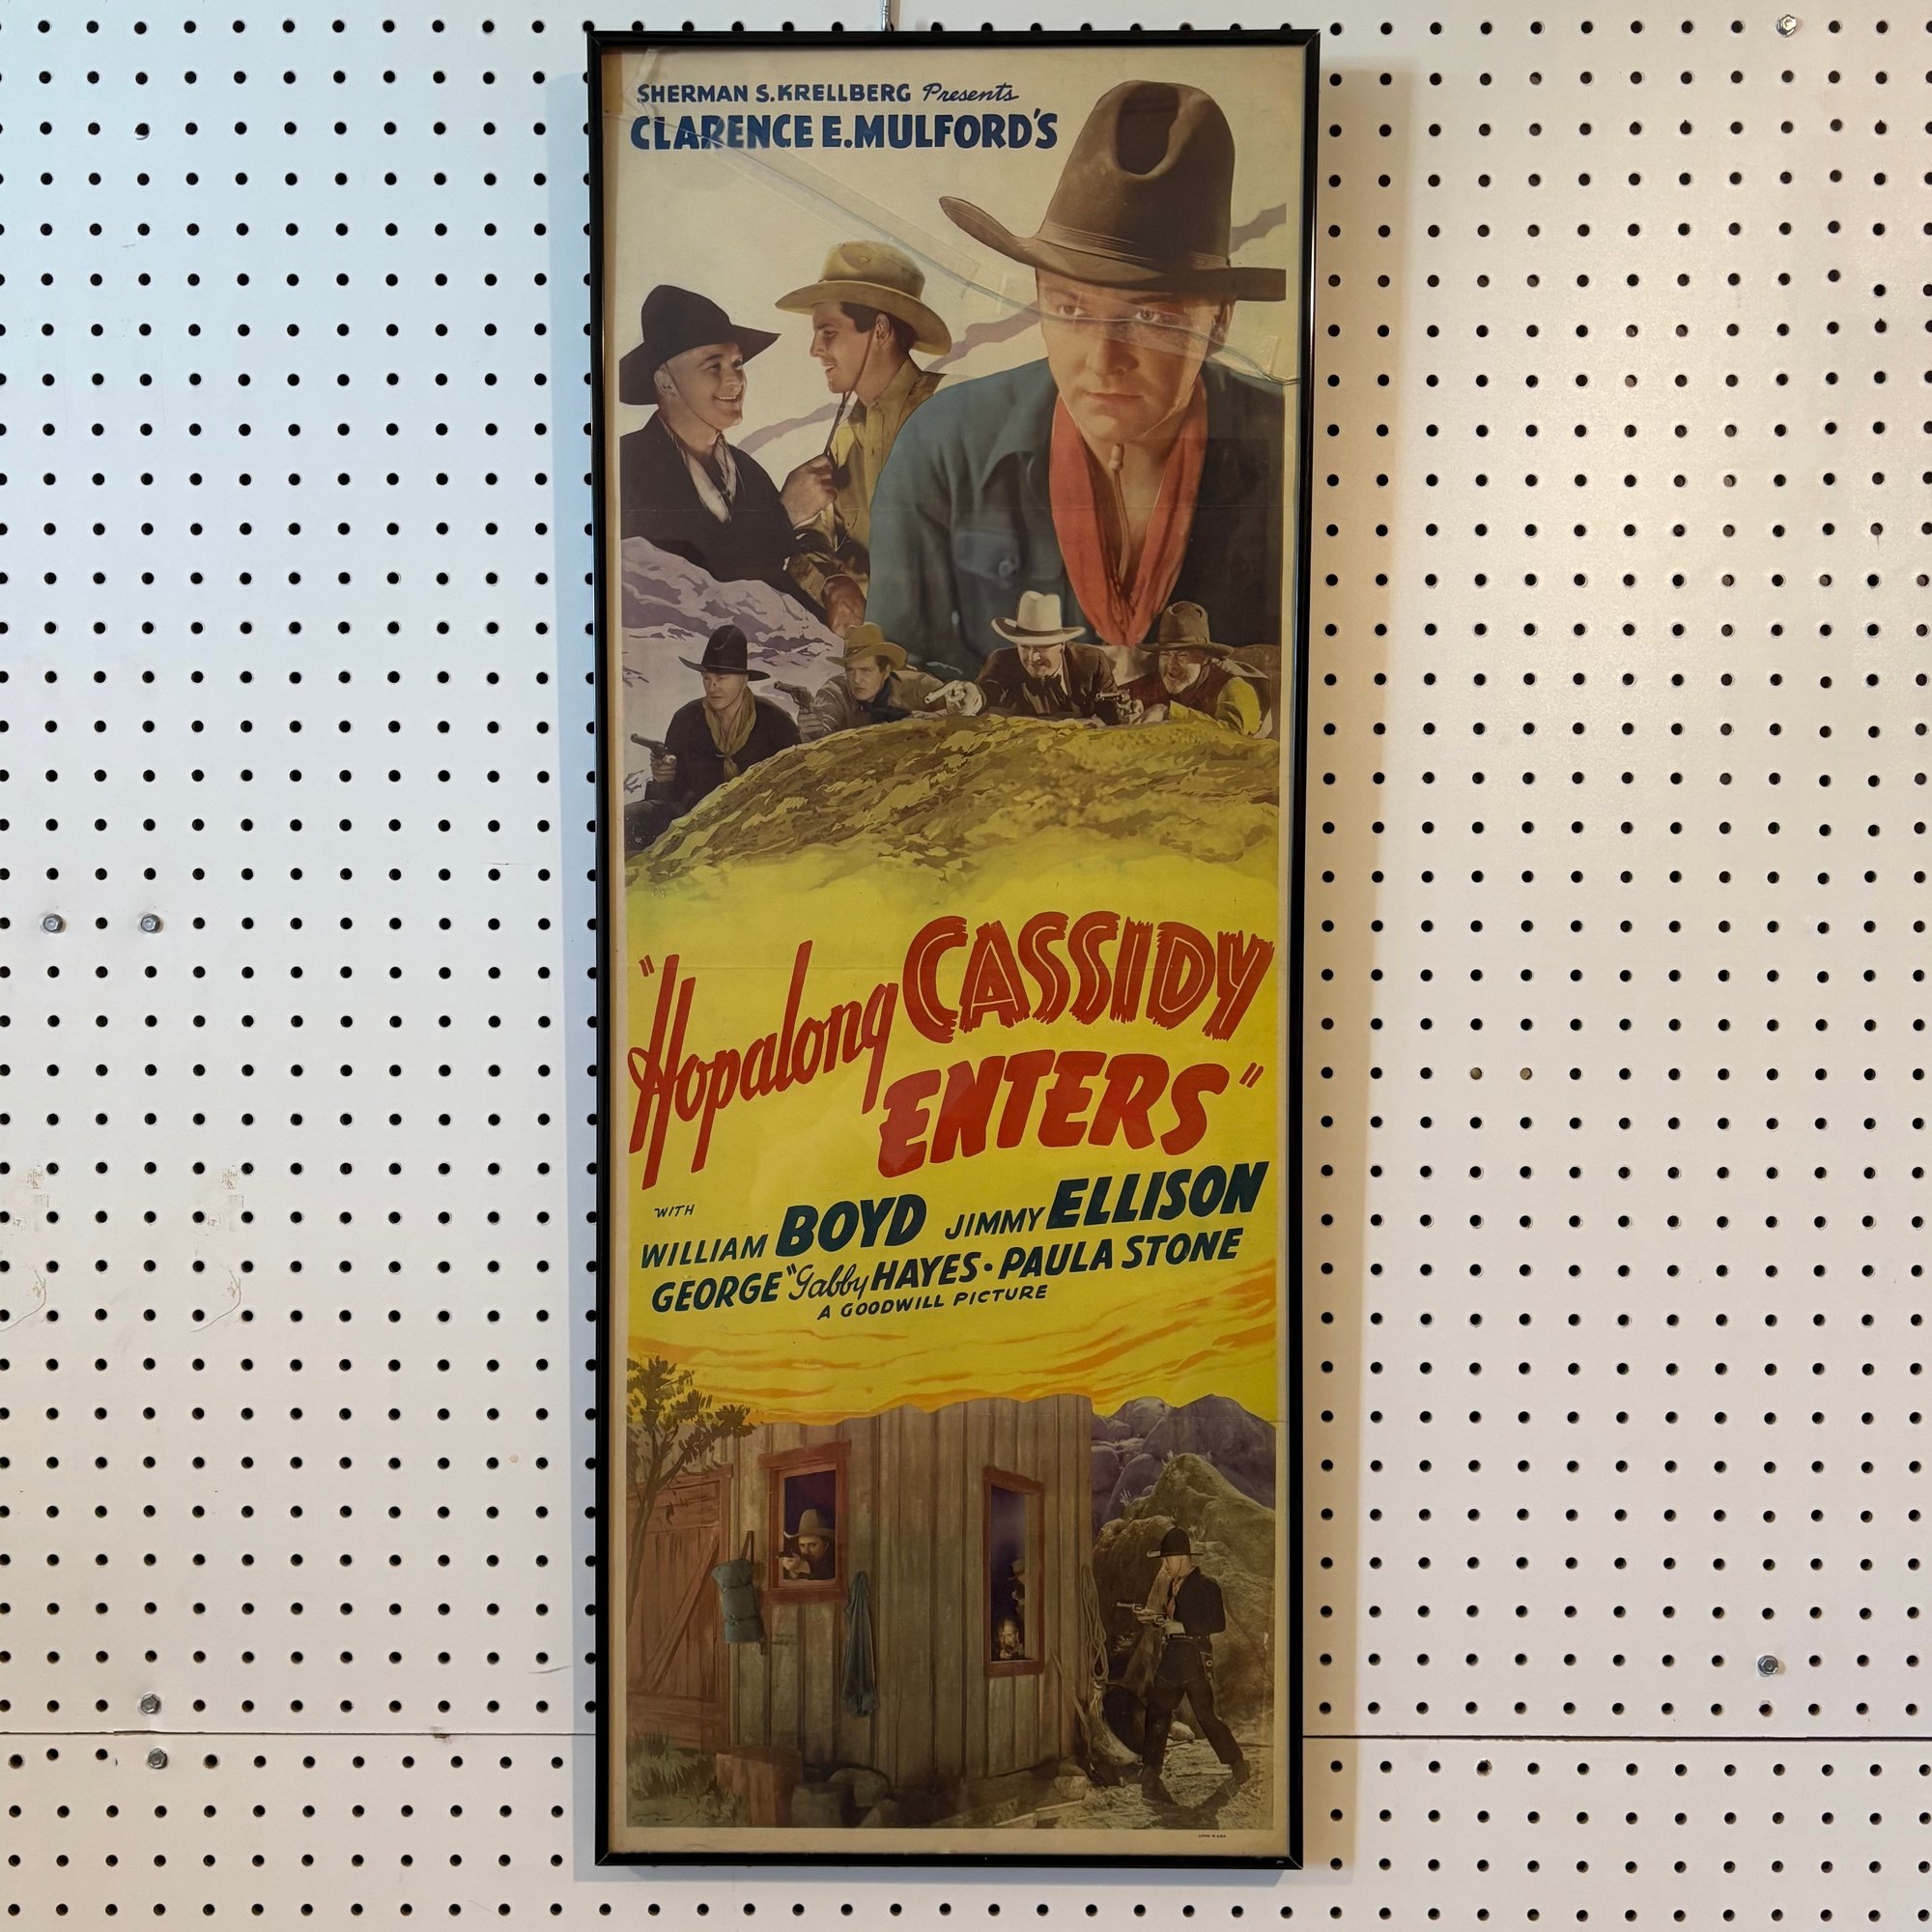 SHERMAN S. KRELLBERG Presents
CLARENCE E. MULFORD'S
"Hopalong CASSIDY
ENTERS"
WITH
WILLIAM BOYD JIMMY ELLISON
GEORGE "Gabby HAYES • PAULA STONE
A GOODWILL PICTURE